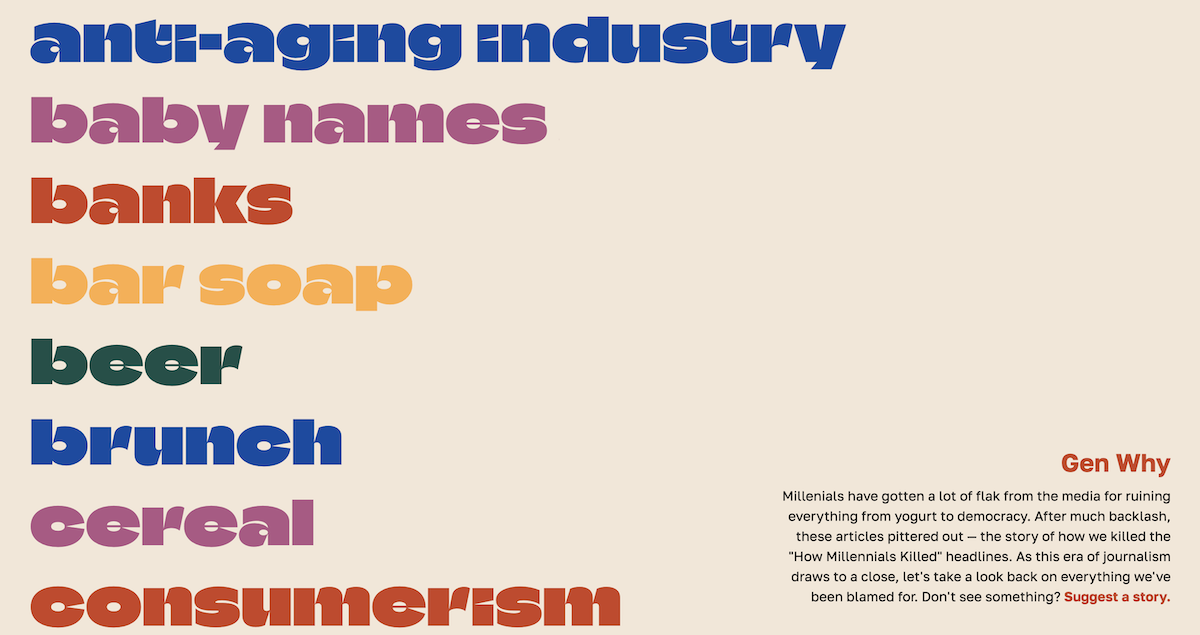 anti-aging industry
baby names
banks
bar soap
beer
brunch
cereal
consumerism
Gen Why
Millenials have gotten a lot of flak from the media for ruining
everything from yogurt to democracy. After much backlash,
these articles pittered out — the story of how we killed the
"How Millennials Killed" headlines. As this era of journalism
draws to a close, let's take a look back on everything we've
been blamed for. Don't see something? Suggest a story.